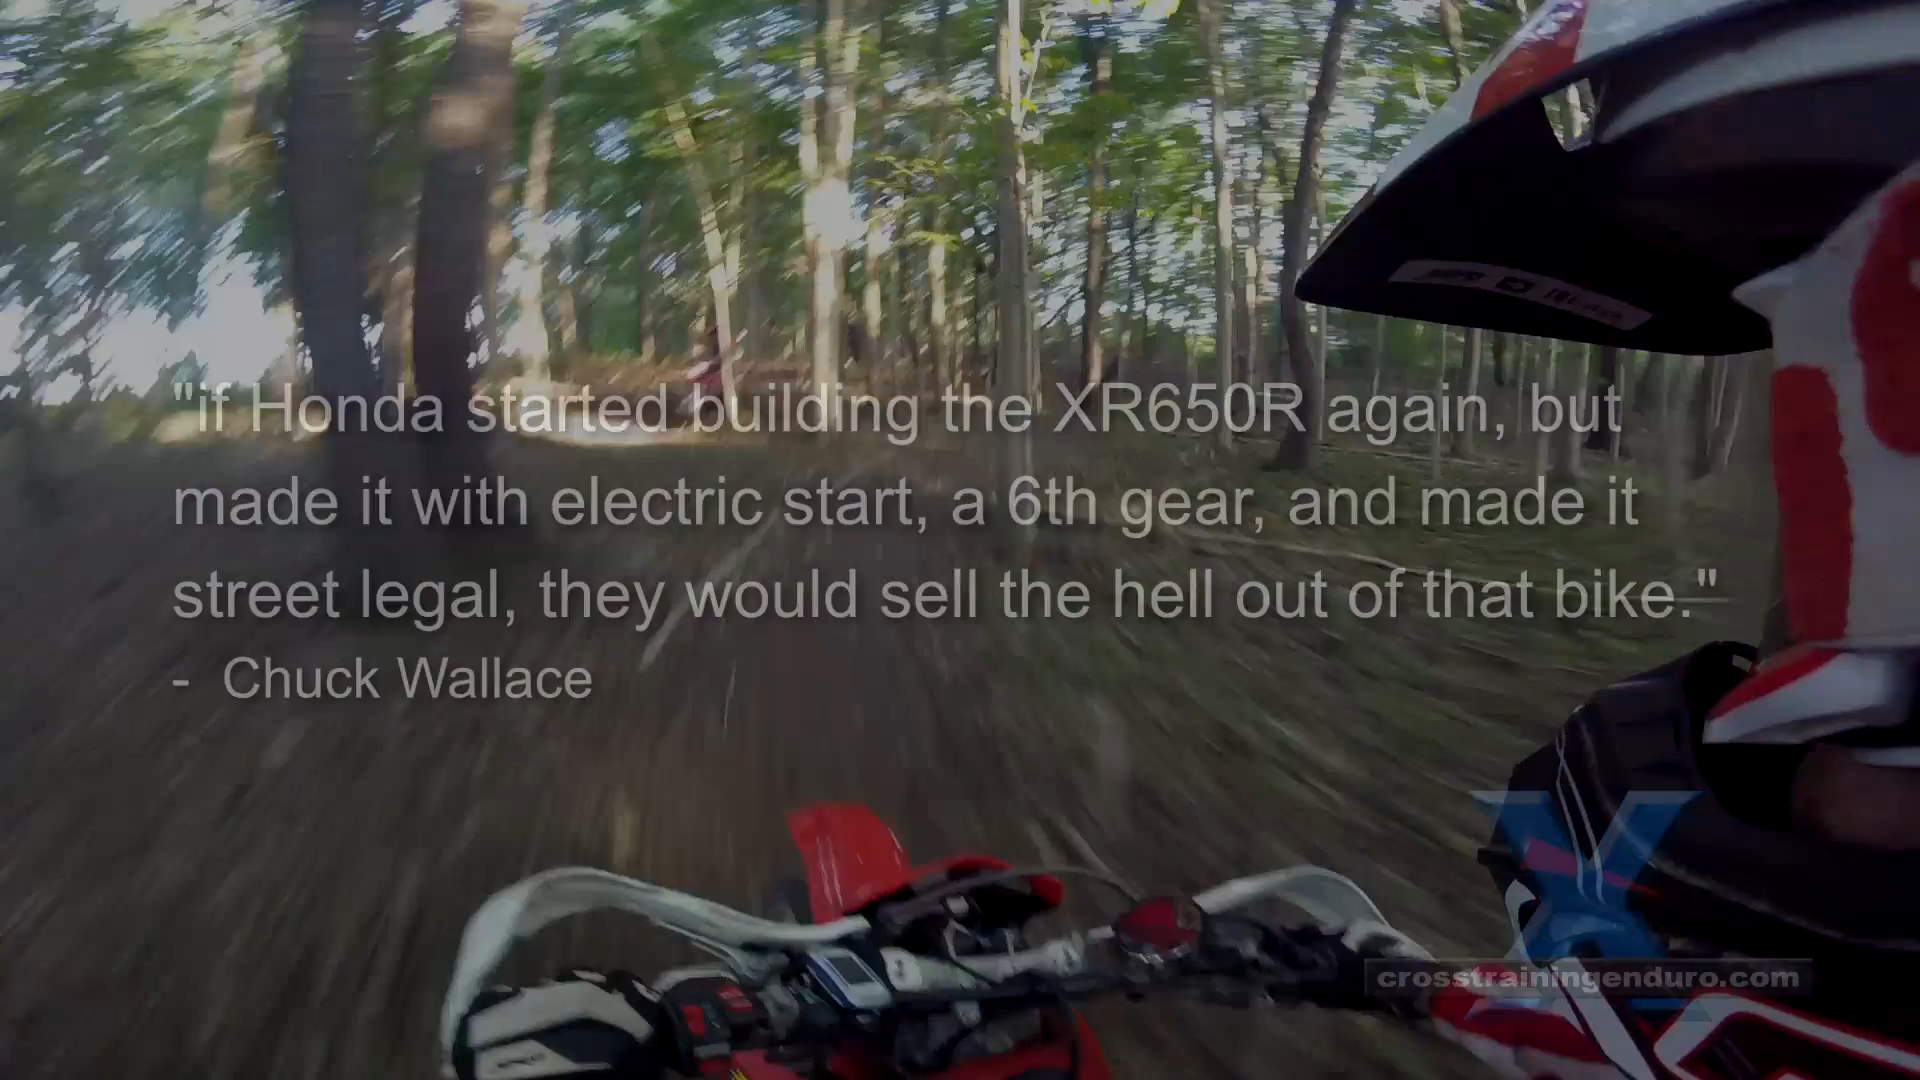 "if Honda started building the XR650R again, but
made it with electric start, a 6th gear, and made it
street legal, they would sell the hell out of that bike."
- Chuck Wallace
crosstrainingenduro.com